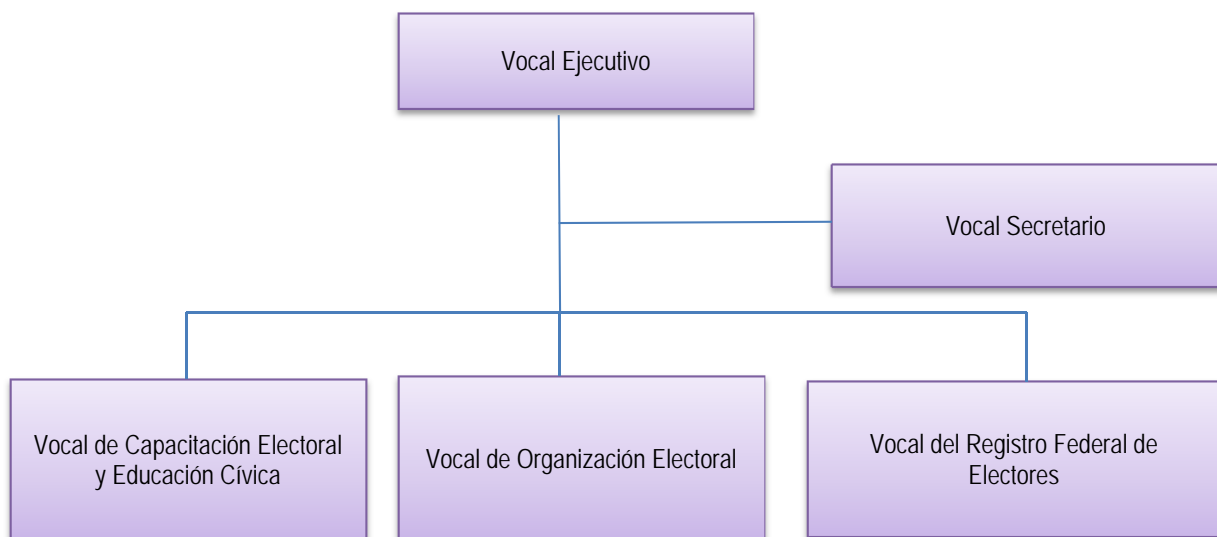 Vocal Ejecutivo
Vocal Secretario
Vocal de Capacitación Electoral
y Educación Cívica
Vocal de Organización Electoral
Vocal del Registro Federal de
Electores